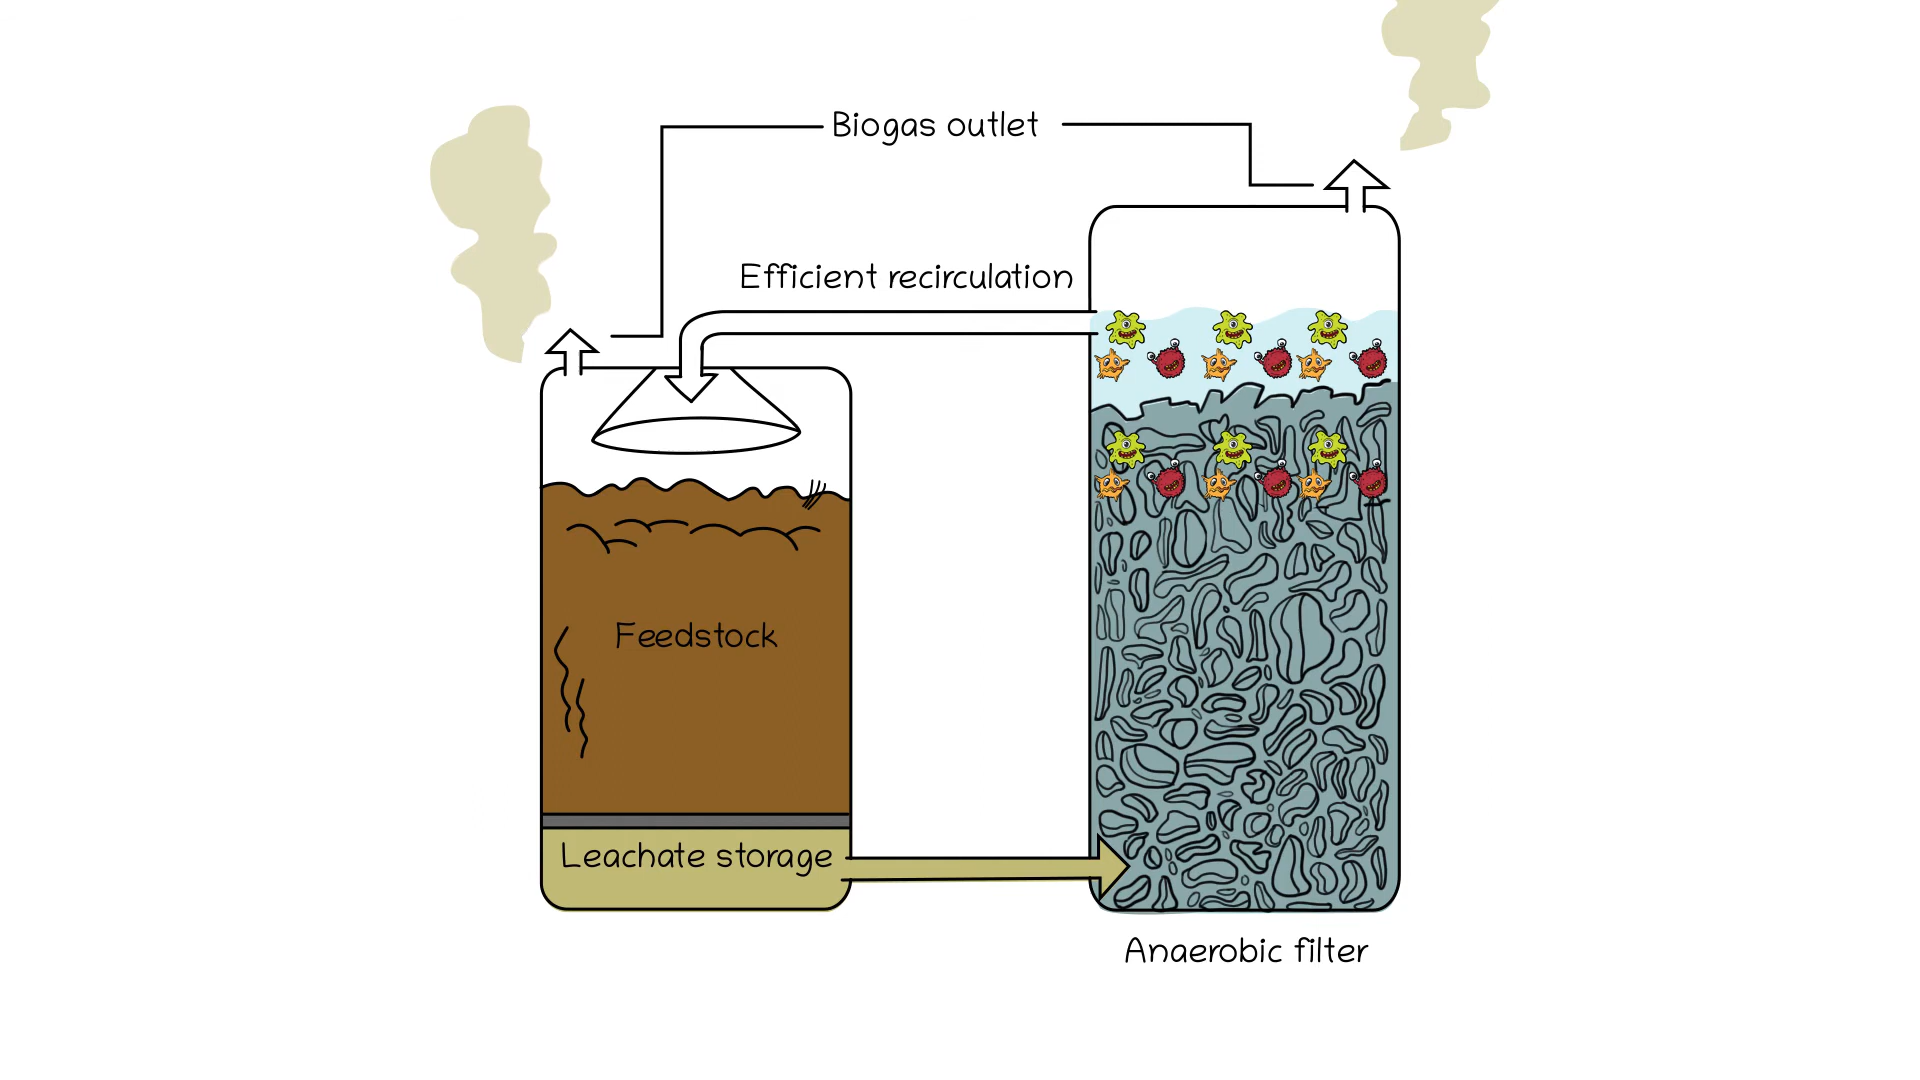 Biogas outlet
Efficient recirculation
Feedstock
Leachate storage
Anaerobic filter